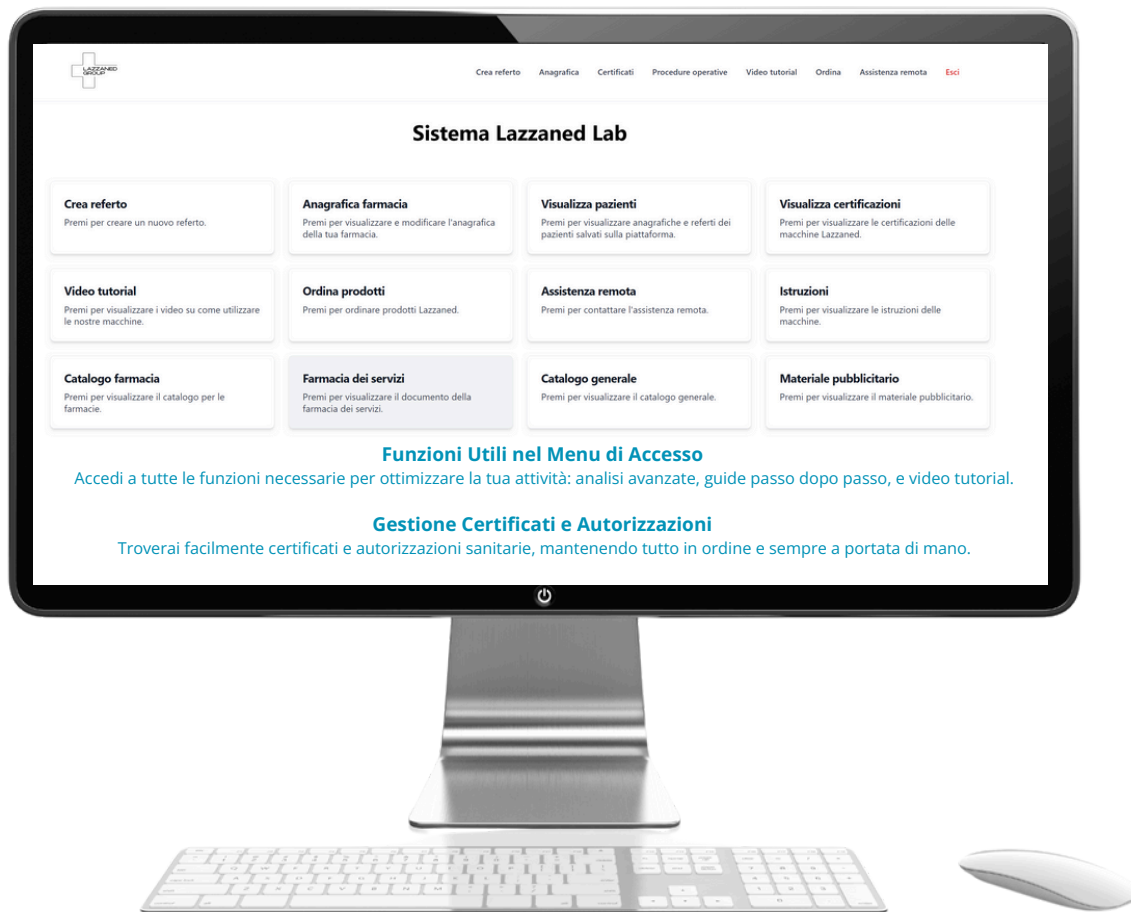 LAZZANED
GROUP
Crea referto Anagrafica Certificati Procedure operative Video tutorial Ordina Assistenza remota Esci
Sistema Lazzaned Lab
Crea referto
Premi per creare un nuovo referto.
Anagrafica farmacia
Premi per visualizzare e modificare l'anagrafica
della tua farmacia.
Visualizza pazienti
Premi per visualizzare anagrafiche e referti dei
pazienti salvati sulla piattaforma.
Visualizza certificazioni
Premi per visualizzare le certificazioni delle
macchine Lazzaned.
Video tutorial
Premi per visualizzare i video su come utilizzare
le nostre macchine.
Ordina prodotti
Premi per ordinare prodotti Lazzaned.
Assistenza remota
Premi per contattare l'assistenza remota.
Istruzioni
Premi per visualizzare le istruzioni delle
macchine.
Catalogo farmacia
Premi per visualizzare il catalogo per le
farmacie.
Farmacia dei servizi
Premi per visualizzare il documento della
farmacia dei servizi.
Catalogo generale
Premi per visualizzare il catalogo generale.
Materiale pubblicitario
Premi per visualizzare il materiale pubblicitario.
Funzioni Utili nel Menu di Accesso
Accedi a tutte le funzioni necessarie per ottimizzare la tua attività: analisi avanzate, guide passo dopo passo, e video tutorial.
Gestione Certificati e Autorizzazioni
Troverai facilmente certificati e autorizzazioni sanitarie, mantenendo tutto in ordine e sempre a portata di mano.